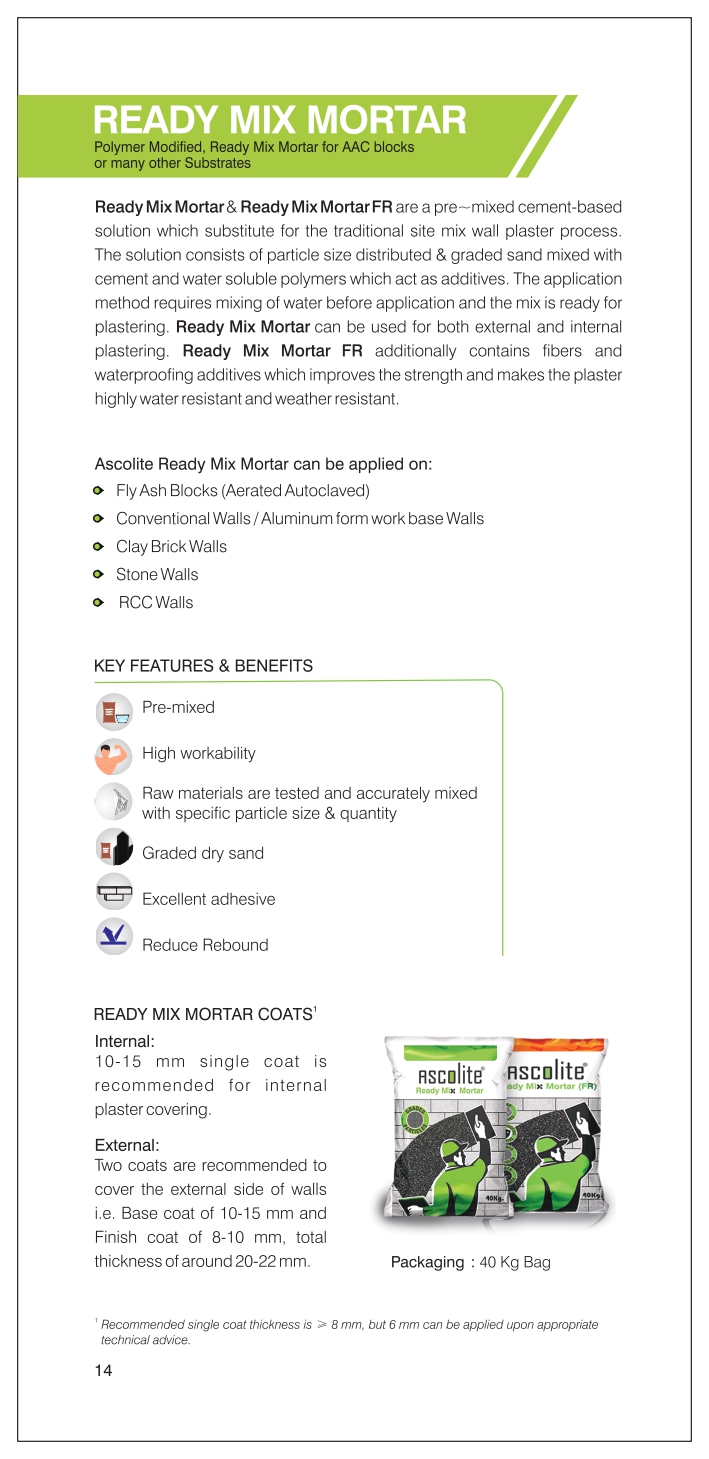 READY MIX MORTAR
Polymer Modified, Ready Mix Mortar for AAC blocks
or many other Substrates
Ready Mix Mortar & Ready Mix Mortar FR are a pre~mixed cement-based
solution which substitute for the traditional site mix wall plaster process.
The solution consists of particle size distributed & graded sand mixed with
cement and water soluble polymers which act as additives. The application
method requires mixing of water before application and the mix is ready for
plastering. Ready Mix Mortar can be used for both external and internal
plastering. Ready Mix Mortar FR additionally contains fibers and
waterproofing additives which improves the strength and makes the plaster
highly water resistant and weather resistant.
Ascolite Ready Mix Mortar can be applied on:
Fly Ash Blocks (Aerated Autoclaved)
Conventional Walls / Aluminum form work base Walls
Clay Brick Walls
Stone Walls
RCC Walls
KEY FEATURES & BENEFITS
Pre-mixed
High workability
Raw materials are tested and accurately mixed
with specific particle size & quantity
Graded dry sand
Excellent adhesive
Reduce Rebound
READY MIX MORTAR COATS¹
Internal:
10-15 mm single coat is
recommended for internal
plaster covering.
External:
Two coats are recommended to
cover the external side of walls
i.e. Base coat of 10-15 mm and
Finish coat of 8-10 mm, total
thickness of around 20-22 mm.
ASCOlite®
Ready Mix Mortar
GRADED PARTICLES
40Kg
ASCOlite®
ady Mix Mortar (FR)
40Kg
Packaging : 40 Kg Bag
¹ Recommended single coat thickness is ⩾ 8 mm, but 6 mm can be applied upon appropriate
technical advice.
14